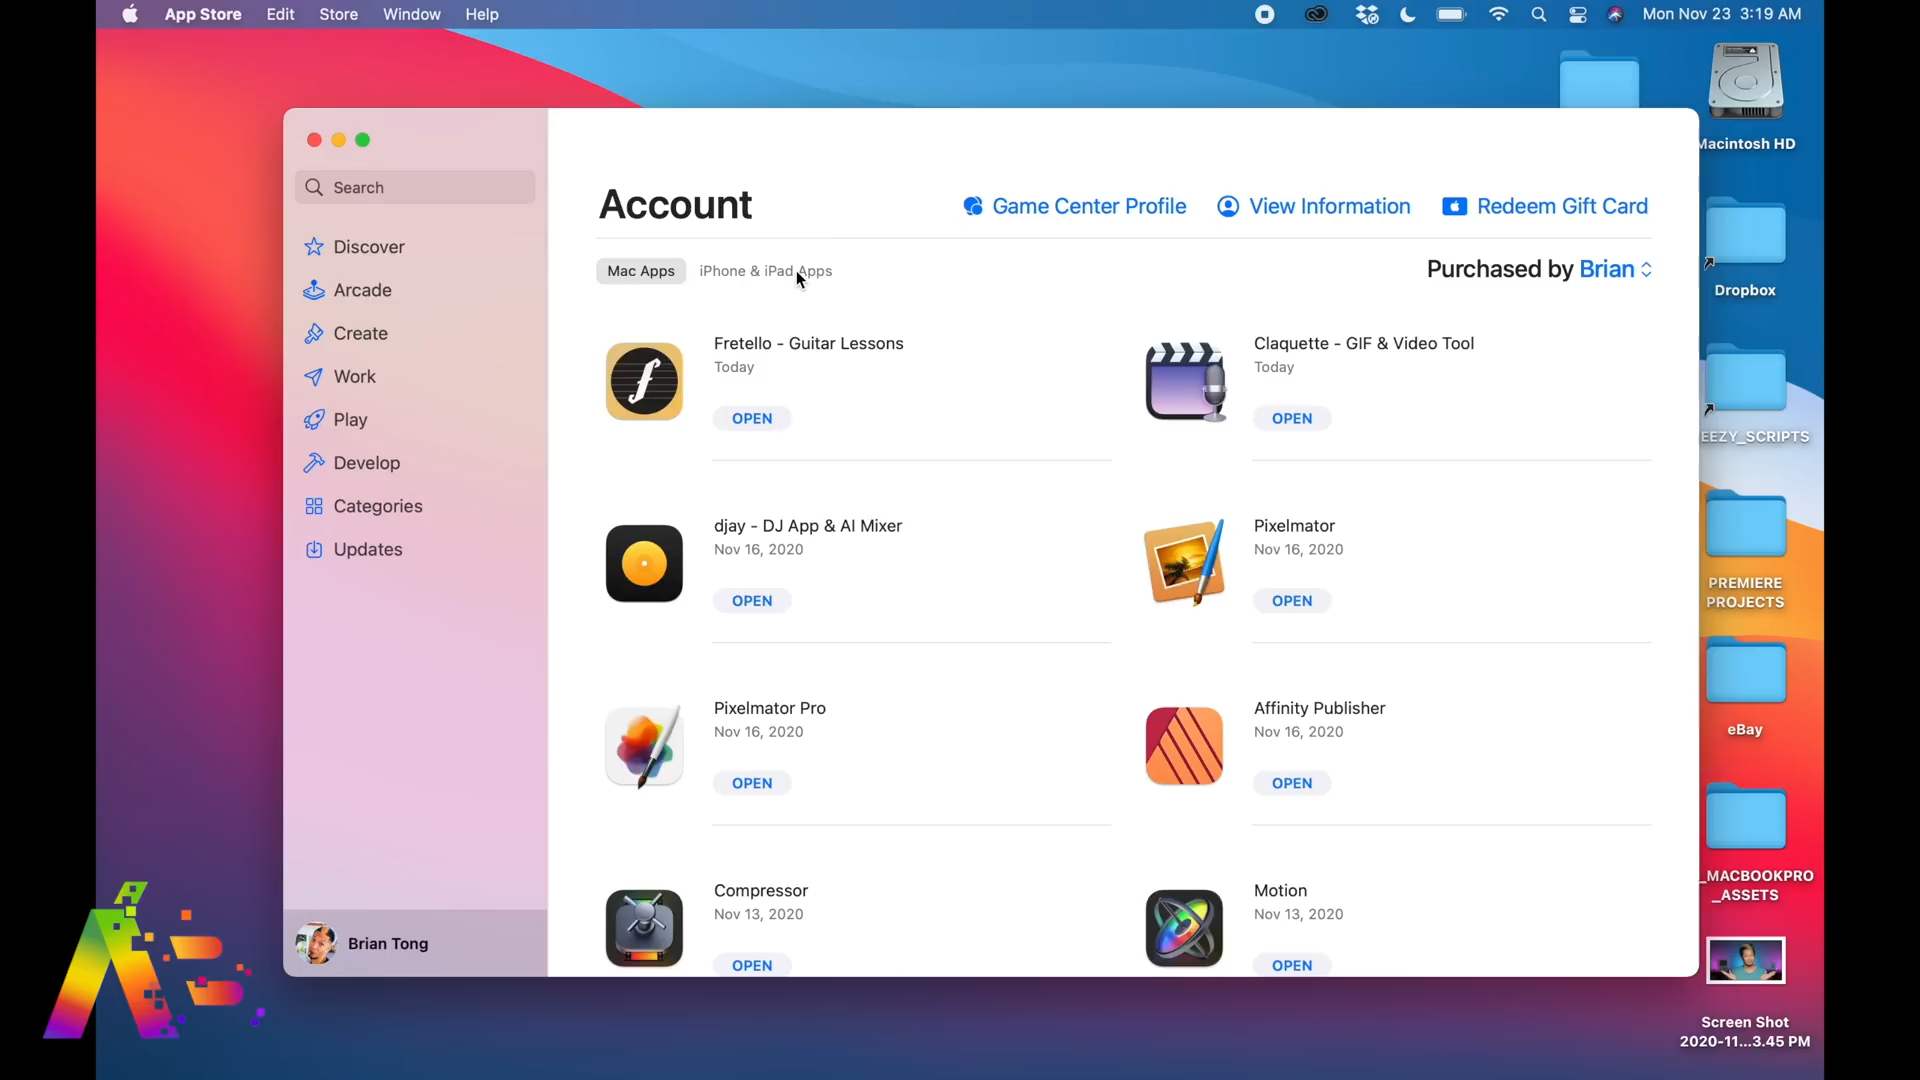 App Store Edit Store Window Help
Mon Nov 23 3:19 AM
Search
Discover
Arcade
Create
Work
Play
Develop
Categories
Updates
Brian Tong
Account
Game Center Profile
View Information
Redeem Gift Card
Mac Apps
iPhone & iPad Apps
Purchased by Brian
Fretello - Guitar Lessons
Today
OPEN
Claquette - GIF & Video Tool
Today
OPEN
djay - DJ App & AI Mixer
Nov 16, 2020
OPEN
Pixelmator
Nov 16, 2020
OPEN
Pixelmator Pro
Nov 16, 2020
OPEN
Affinity Publisher
Nov 16, 2020
OPEN
Compressor
Nov 13, 2020
OPEN
Motion
Nov 13, 2020
OPEN
Macintosh HD
Dropbox
EEZY_SCRIPTS
PREMIERE
PROJECTS
eBay
_MACBOOKPRO
_ASSETS
Screen Shot
2020-11...3.45 PM